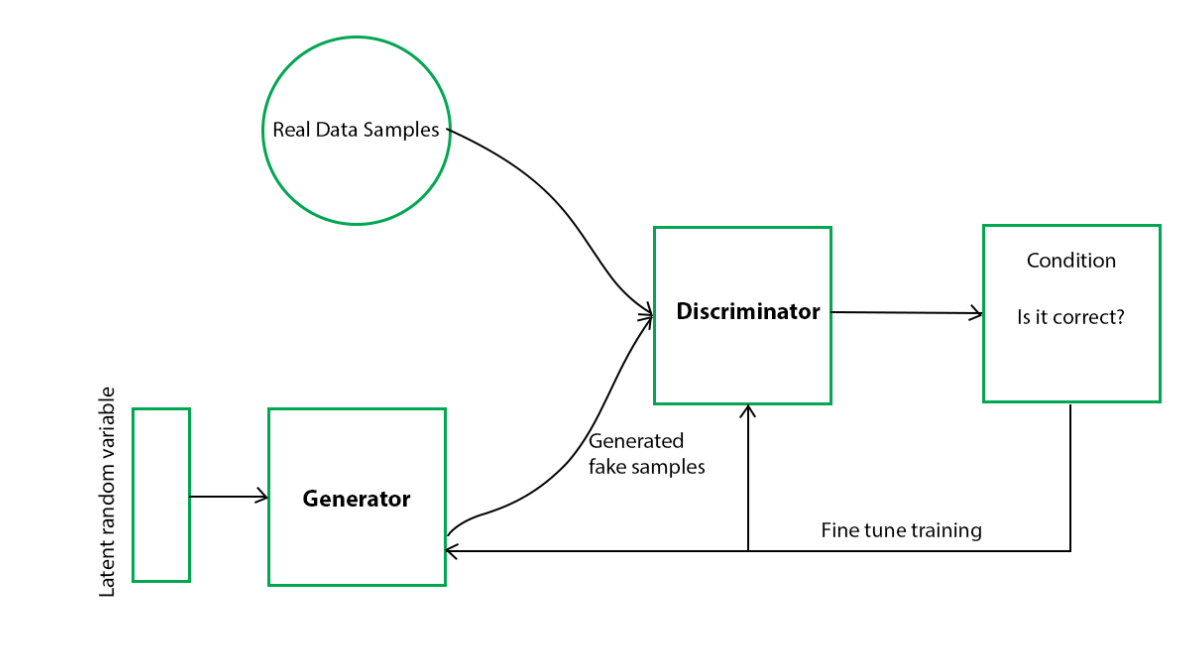 Real Data Samples
Condition
Is it correct?
Discriminator
Latent random variable
Generated
fake samples
Generator
Fine tune training